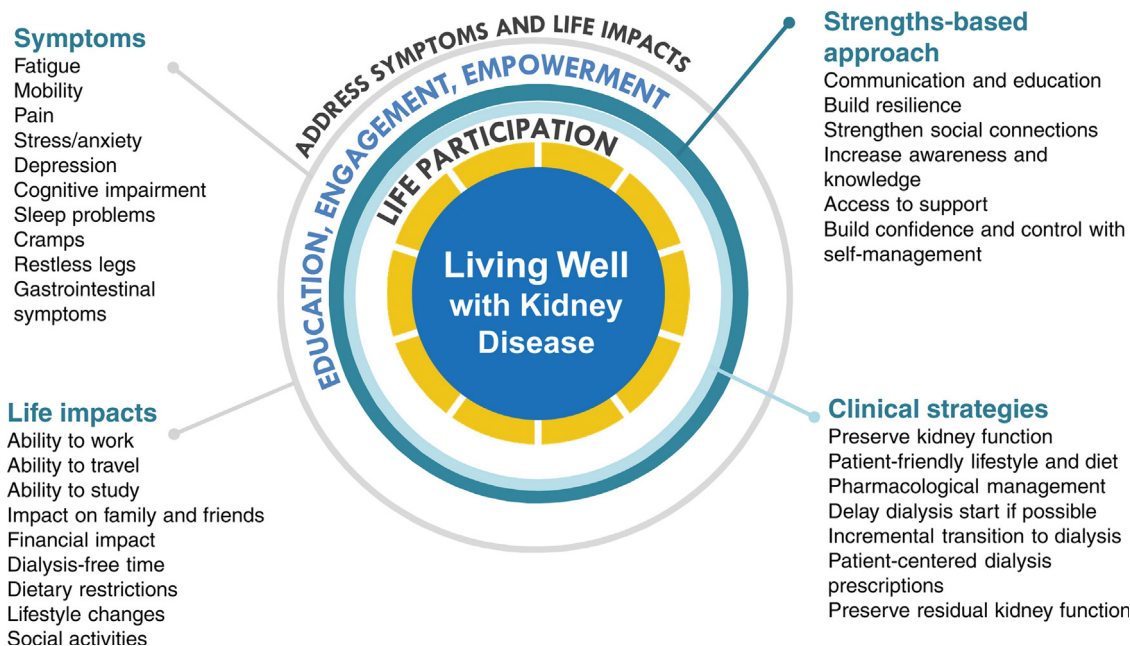 Symptoms
Fatigue
Mobility
Pain
Stress/anxiety
Depression
Cognitive impairment
Sleep problems
Cramps
Restless legs
Gastrointestinal
symptoms
Life impacts
Ability to work
Ability to travel
Ability to study
Impact on family and friends
Financial impact
Dialysis-free time
Dietary restrictions
Lifestyle changes
Social activities
ADDRESS SYMPTOMS AND LIFE IMPACTS
EDUCATION, ENGAGEMENT, EMPOWERMENT
LIFE PARTICIPATION
Living Well
with Kidney
Disease
Strengths-based
approach
Communication and education
Build resilience
Strengthen social connections
Increase awareness and
knowledge
Access to support
Build confidence and control with
self-management
Clinical strategies
Preserve kidney function
Patient-friendly lifestyle and diet
Pharmacological management
Delay dialysis start if possible
Incremental transition to dialysis
Patient-centered dialysis
prescriptions
Preserve residual kidney function